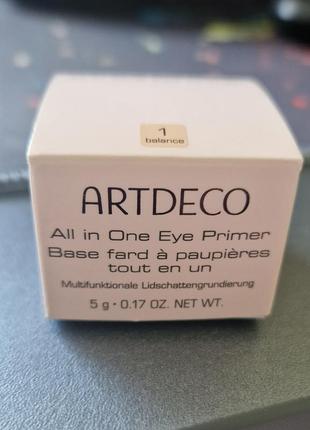 1
balance
ARTDECO
All in One Eye Primer
Base fard à paupières
tout en un
Multifunktionale Lidschattengrundierung
5 g · 0.17 OZ. NET WT.